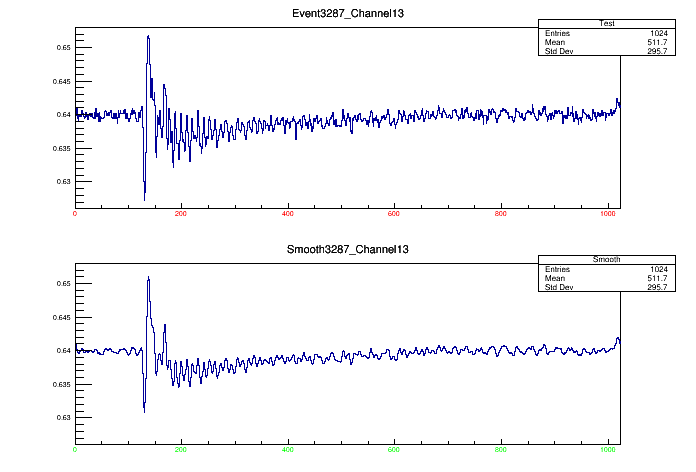 Event3287_Channel13
Test
Entries 1024
Mean 511.7
Std Dev 295.7
0.65
0.645
0.64
0.635
0.63
0 200 400 600 800 1000
Smooth3287_Channel13
Smooth
Entries 1024
Mean 511.7
Std Dev 295.7
0.65
0.645
0.64
0.635
0.63
0 200 400 600 800 1000